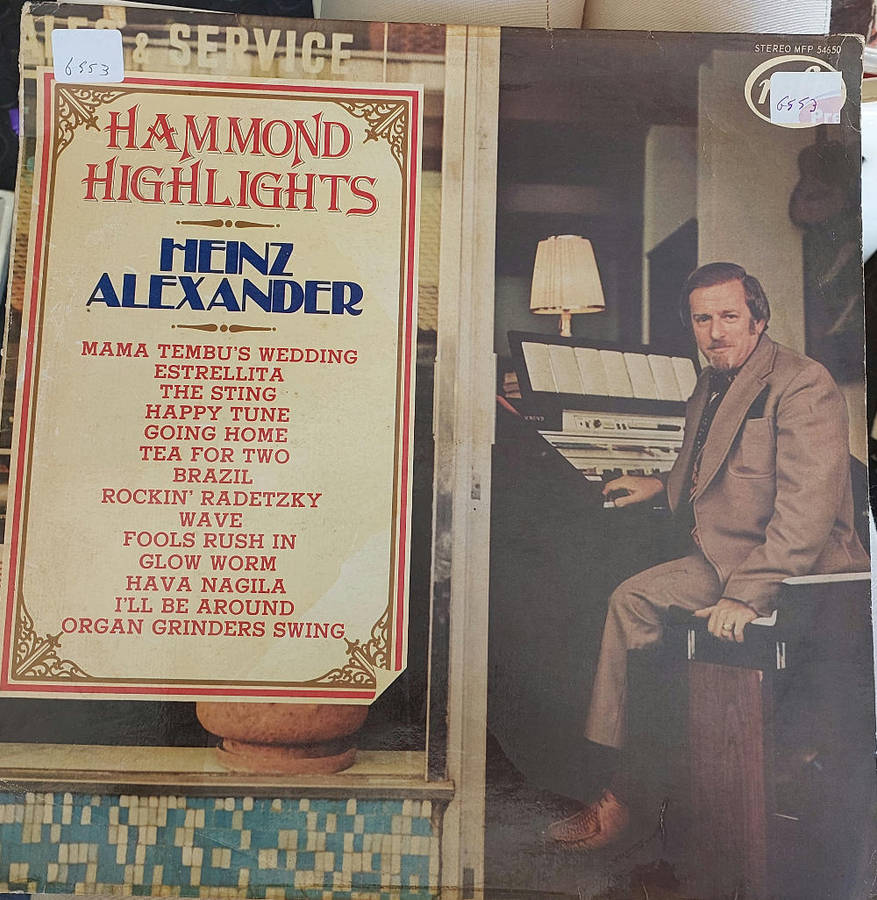 & SERVICE
6553
STEREO MFP 54650
6553
HAMMOND
HIGHLIGHTS
HEINZ
ALEXANDER
MAMA TEMBU'S WEDDING
ESTRELLITA
THE STING
HAPPY TUNE
GOING HOME
TEA FOR TWO
BRAZIL
ROCKIN' RADETZKY
WAVE
FOOLS RUSH IN
GLOW WORM
HAVA NAGILA
I'LL BE AROUND
ORGAN GRINDERS SWING